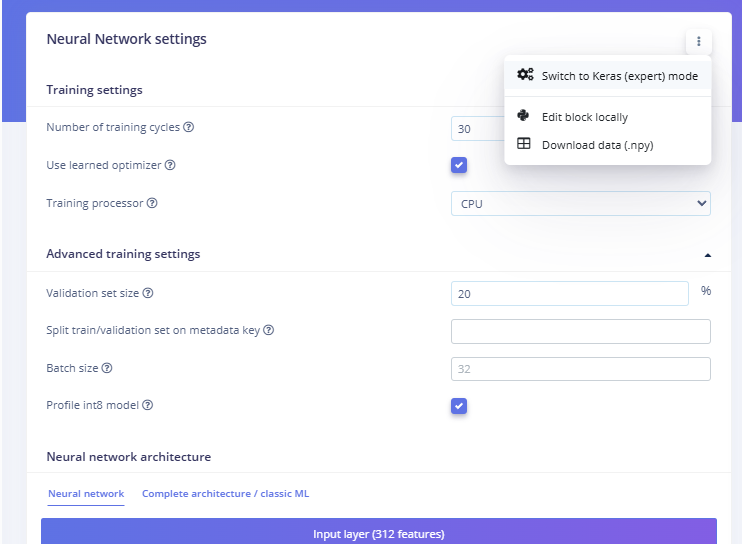 Neural Network settings
Switch to Keras (expert) mode
Edit block locally
Download data (.npy)
Training settings
Number of training cycles
30
Use learned optimizer
Training processor
CPU
Advanced training settings
Validation set size
20
%
Split train/validation set on metadata key
Batch size
32
Profile int8 model
Neural network architecture
Neural network
Complete architecture / classic ML
Input layer (312 features)